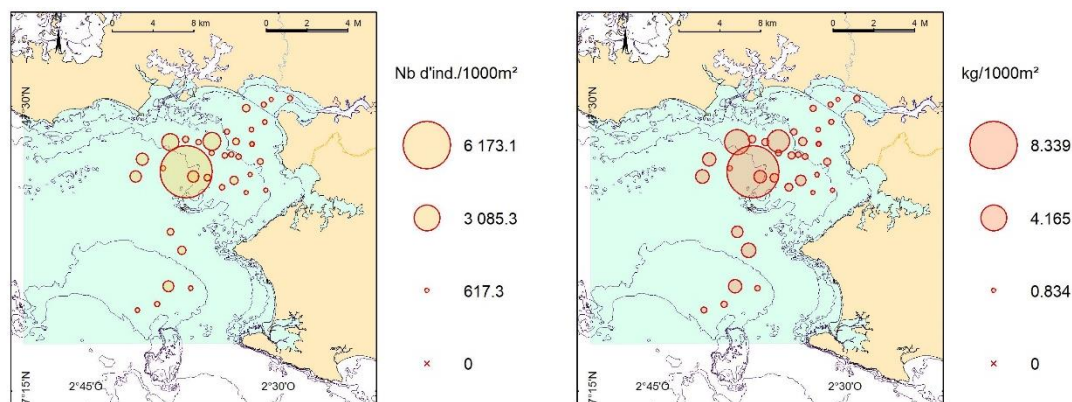 0 4 8 km 0 2 4 M
Nb d'ind./1000m²
6 173.1
3 085.3
617.3
0
7°15'N
2°45'O 2°30'O
0 4 8 km 0 2 4 M
kg/1000m²
8.339
4.165
0.834
0
7°15'N
2°45'O 2°30'O